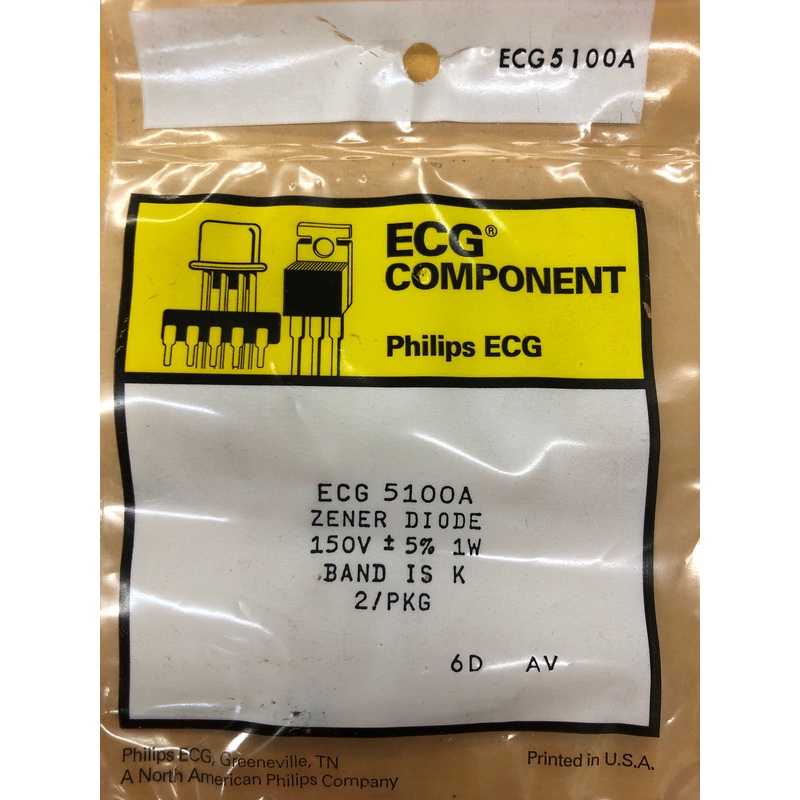 ECG5100A
ECG®
COMPONENT
Philips ECG
ECG 5100A
ZENER DIODE
150V ± 5% 1W
BAND IS K
2/PKG
6D AV
Philips ECG, Greeneville, TN
A North American Philips Company
Printed in U.S.A.